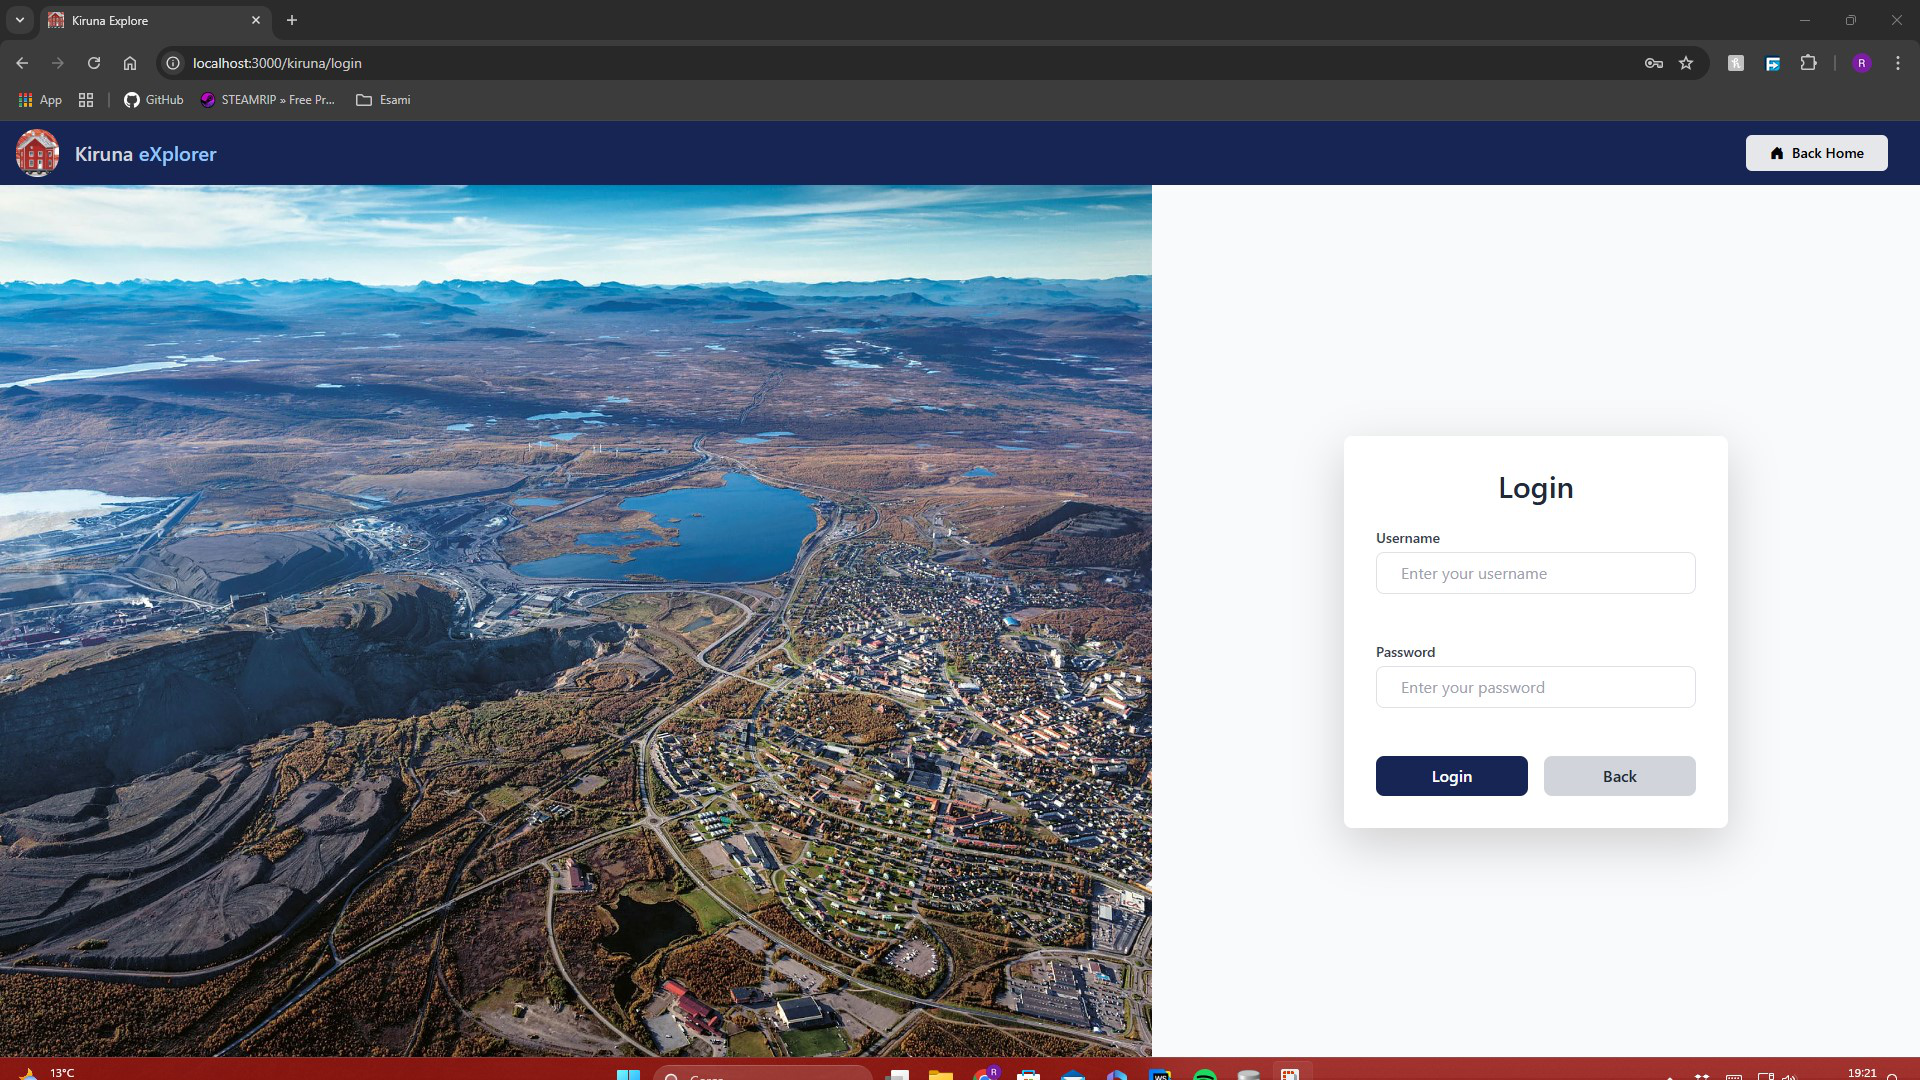 Kiruna Explore
localhost:3000/kiruna/login
R
App
GitHub
STEAMRIP » Free Pr...
Esami
Kiruna eXplorer
Back Home
Login
Username
Enter your username
Password
Enter your password
Login
Back
13°C
R
WS
19:21